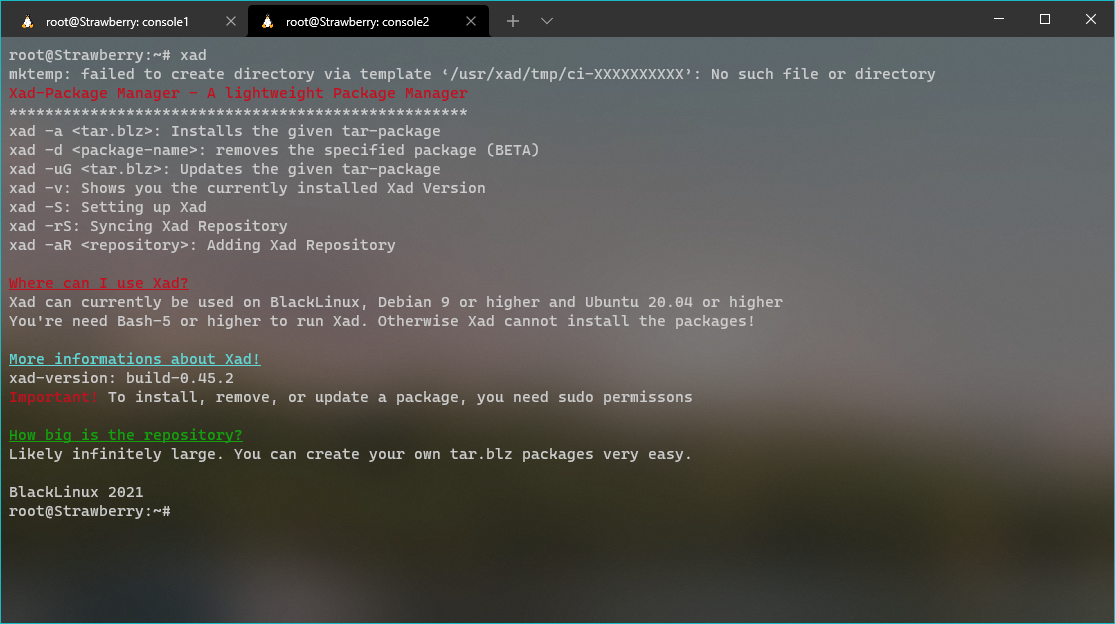 root@Strawberry: console1
root@Strawberry: console2
root@Strawberry:~# xad
mktemp: failed to create directory via template ‘/usr/xad/tmp/ci-XXXXXXXXXX’: No such file or directory
Xad-Package Manager - A lightweight Package Manager
***************************************************
xad -a <tar.blz>: Installs the given tar-package
xad -d <package-name>: removes the specified package (BETA)
xad -uG <tar.blz>: Updates the given tar-package
xad -v: Shows you the currently installed Xad Version
xad -S: Setting up Xad
xad -rS: Syncing Xad Repository
xad -aR <repository>: Adding Xad Repository
Where can I use Xad?
Xad can currently be used on BlackLinux, Debian 9 or higher and Ubuntu 20.04 or higher
You're need Bash-5 or higher to run Xad. Otherwise Xad cannot install the packages!
More informations about Xad!
xad-version: build-0.45.2
Important! To install, remove, or update a package, you need sudo permissons
How big is the repository?
Likely infinitely large. You can create your own tar.blz packages very easy.
BlackLinux 2021
root@Strawberry:~#